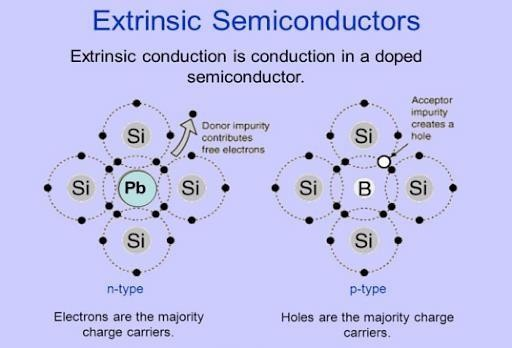 Extrinsic Semiconductors
Extrinsic conduction is conduction in a doped
semiconductor.
Si
Donor impurity
contributes
free electrons
Si
Pb
Si
Si
n-type
Electrons are the majority
charge carriers.
Acceptor
impurity
creates a
hole
Si
Si
B
Si
Si
p-type
Holes are the majority charge
carriers.